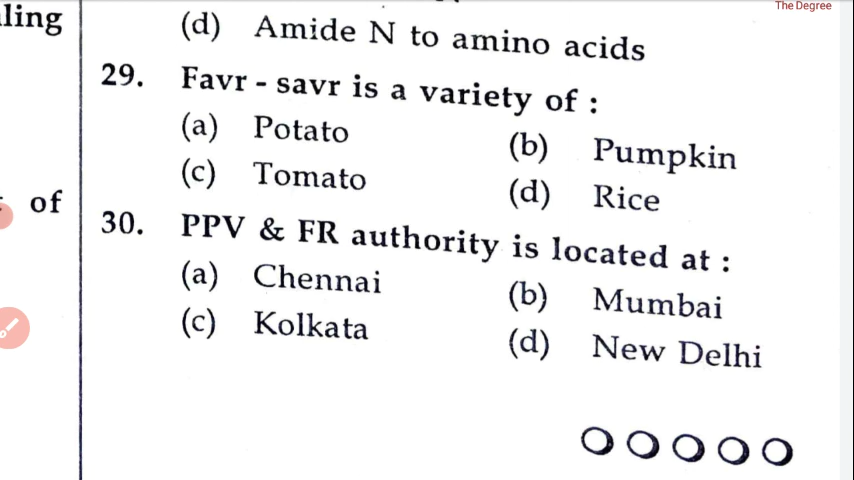 The Degree
ling
(d) Amide N to amino acids
29. Favr - savr is a variety of :
(a) Potato (b) Pumpkin
(c) Tomato (d) Rice
of
30. PPV & FR authority is located at :
(a) Chennai (b) Mumbai
(c) Kolkata (d) New Delhi